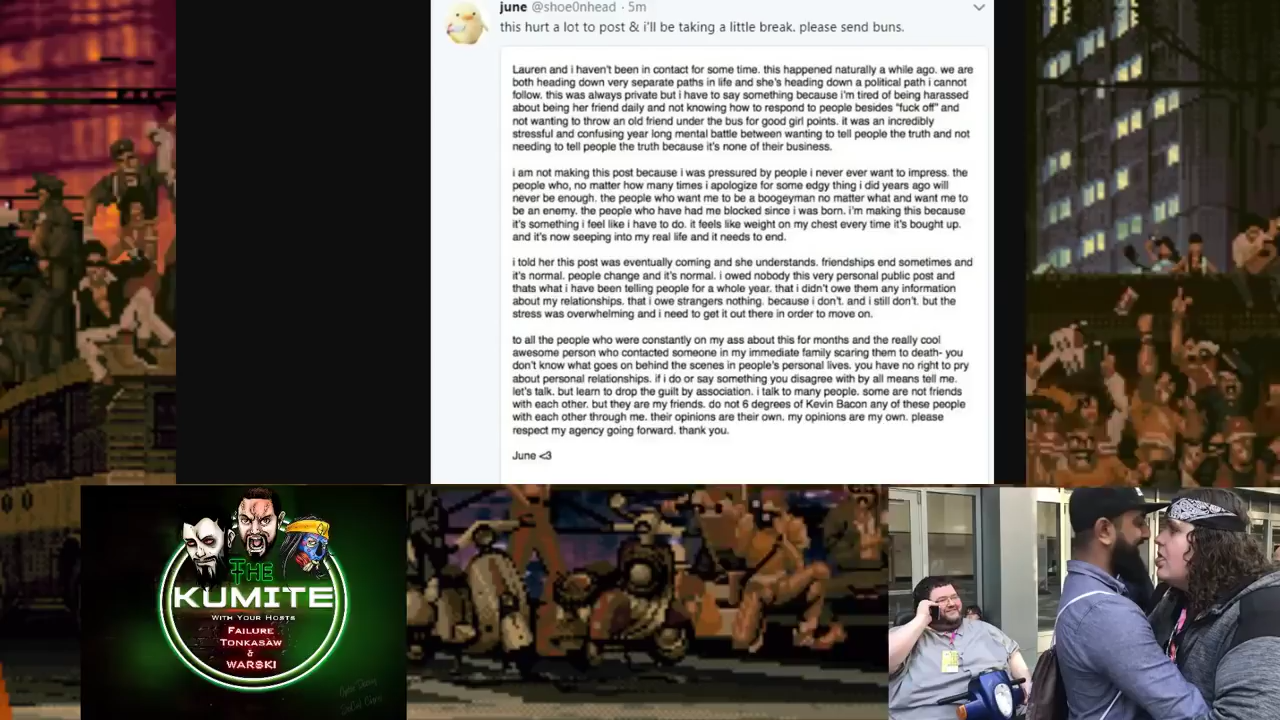 june @shoe0nhead · 5m
this hurt a lot to post & i'll be taking a little break. please send buns.
Lauren and i haven't been in contact for some time. this happened naturally a while ago. we are
both heading down very separate paths in life and she's heading down a political path i cannot
follow. this was always private but i have to say something because i'm tired of being harassed
about being her friend daily and not knowing how to respond to people besides "fuck off" and
not wanting to throw an old friend under the bus for good girl points. it was an incredibly
stressful and confusing year long mental battle between wanting to tell people the truth and not
needing to tell people the truth because it's none of their business.
i am not making this post because i was pressured by people i never ever want to impress. the
people who, no matter how many times i apologize for some edgy thing i did years ago will
never be enough. the people who want me to be a boogeyman no matter what and want me to
be an enemy. the people who have had me blocked since i was born. i'm making this because
it's something i feel like i have to do. it feels like weight on my chest every time it's bought up.
and it's now seeping into my real life and it needs to end.
i told her this post was eventually coming and she understands. friendships end sometimes and
it's normal. people change and it's normal. i owed nobody this very personal public post and
thats what i have been telling people for a whole year. that i didn't owe them any information
about my relationships. that i owe strangers nothing. because i don't. and i still don't. but the
stress was overwhelming and i need to get it out there in order to move on.
to all the people who were constantly on my ass about this for months and the really cool
awesome person who contacted someone in my immediate family scaring them to death- you
don't know what goes on behind the scenes in people's personal lives. you have no right to pry
about personal relationships. if i do or say something you disagree with by all means tell me.
let's talk. but learn to drop the guilt by association. i talk to many people. some are not friends
with each other. but they are my friends. do not 6 degrees of Kevin Bacon any of these people
with each other through me. their opinions are their own. my opinions are my own. please
respect my agency going forward. thank you.
June <3
THE
KUMITE
WITH YOUR HOSTS
FAILURE
TONKASAW
&
WARSKI